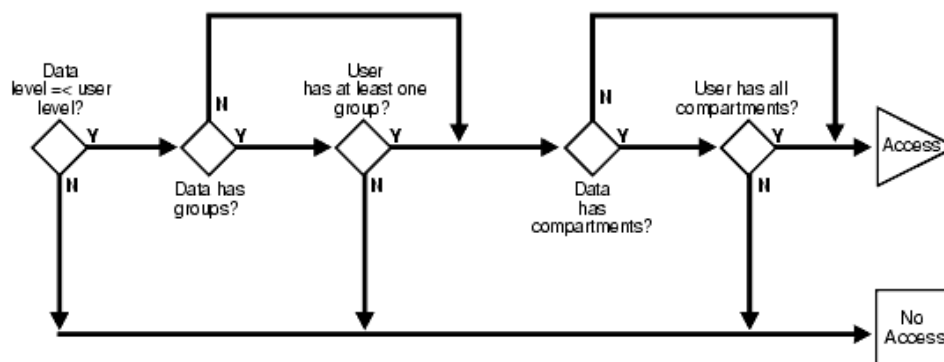 Data
level =< user
level?
Y
N
N
Y
Data has
groups?
User
has at least one
group?
Y
N
N
Y
Data
has
compartments?
User has all
compartments?
Y
N
Access
No
Access